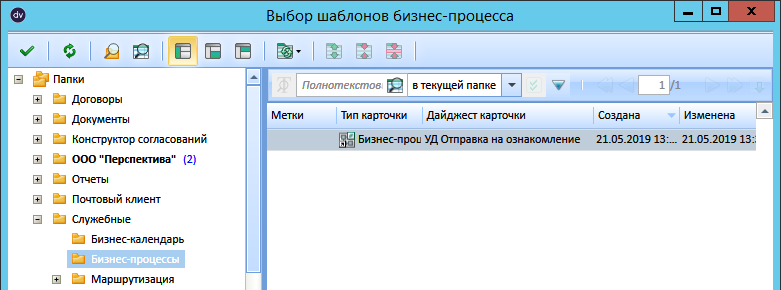 dv Выбор шаблонов бизнес-процесса
Полнотекстов в текущей папке 1 /1
Папки
Договоры
Документы
Конструктор согласований
ООО "Перспектива" (2)
Отчеты
Почтовый клиент
Служебные
Бизнес-календарь
Бизнес-процессы
Маршрутизация
Метки Тип карточки Дайджест карточки Создана Изменена
Бизнес-проц УД Отправка на ознакомление 21.05.2019 13:... 21.05.2019 13: